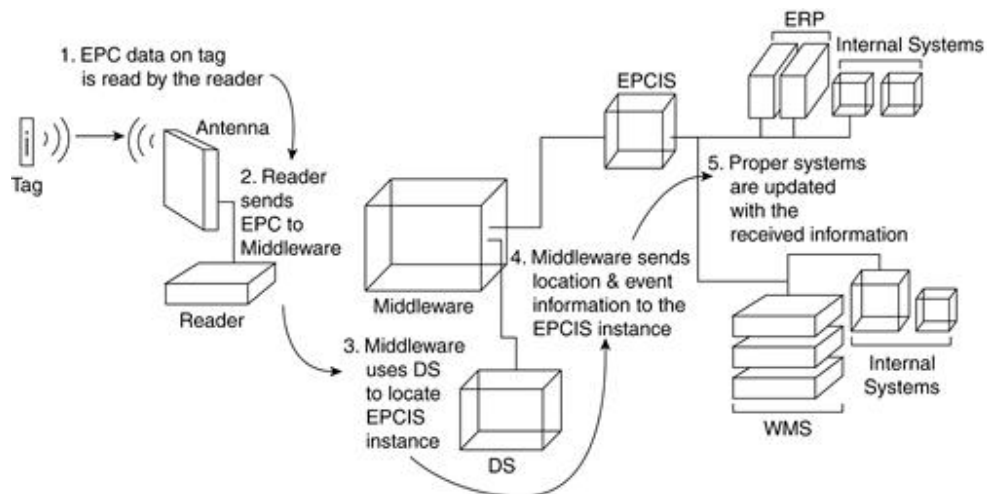 1. EPC data on tag
is read by the reader
Tag
Antenna
2. Reader
sends
EPC to
Middleware
Reader
Middleware
3. Middleware
uses DS
to locate
EPCIS
instance
DS
4. Middleware sends
location & event
information to the
EPCIS instance
EPCIS
ERP
Internal Systems
5. Proper systems
are updated
with the
received information
WMS
Internal
Systems